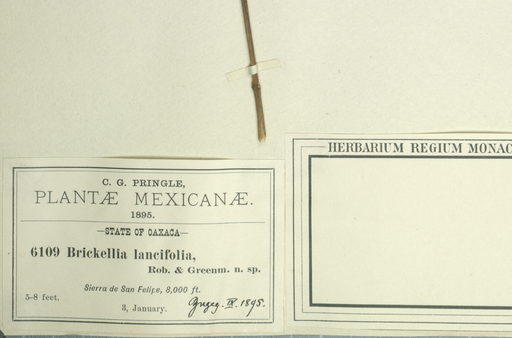 C. G. PRINGLE,
PLANTÆ MEXICANÆ.
1895.
—STATE OF OAXACA—
6109 Brickellia lancifolia,
Rob. & Greenm. n. sp.
Sierra de San Felipe, 8,000 ft.
5-8 feet.
3, January.
HERBARIUM REGIUM MONAC